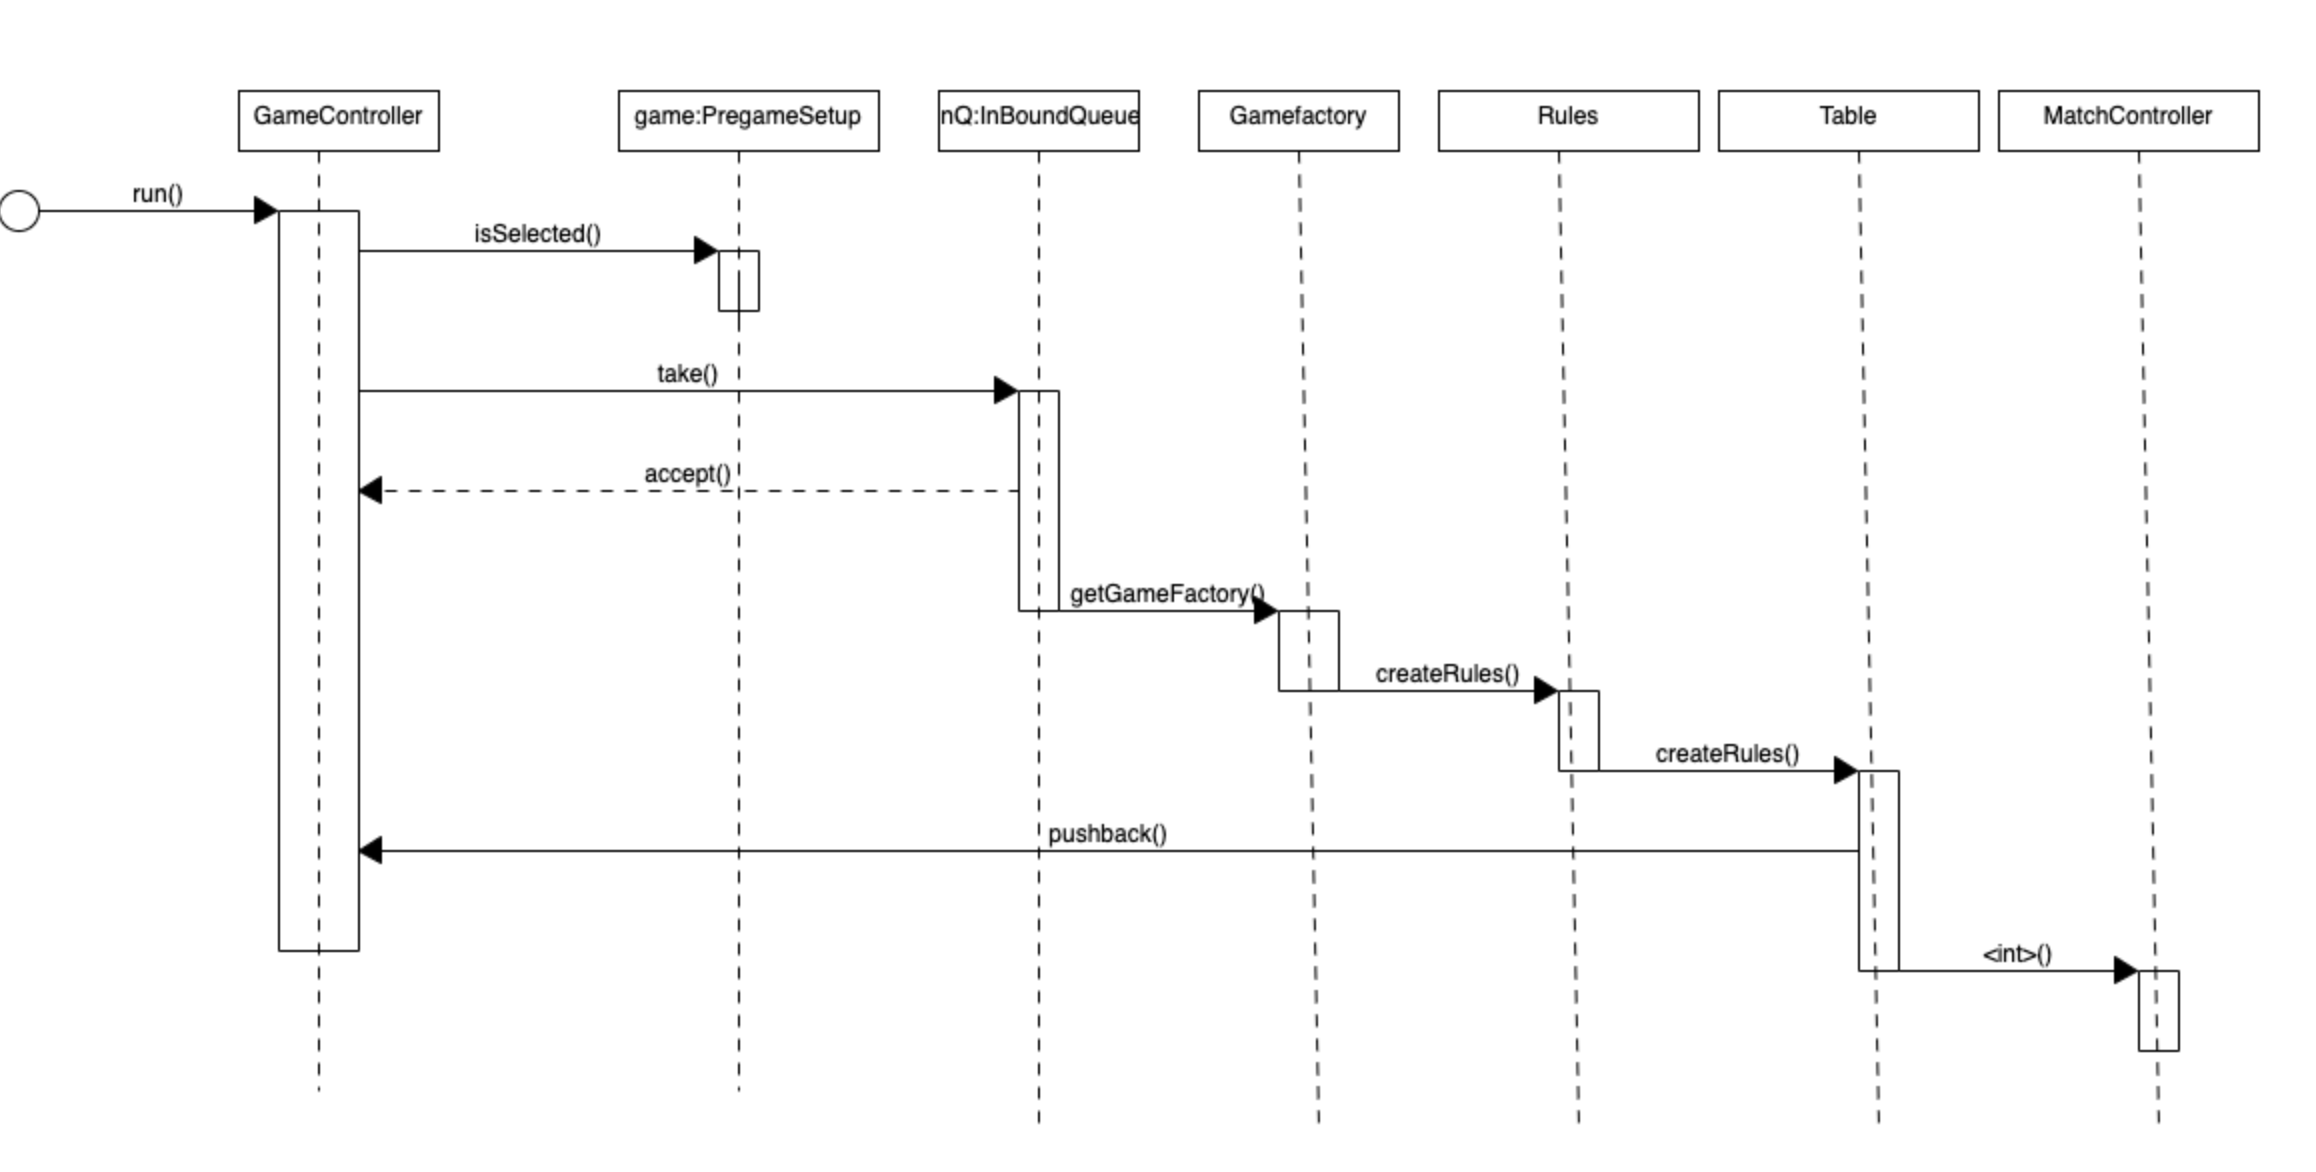 GameController
game:PregameSetup
nQ:InBoundQueue
Gamefactory
Rules
Table
MatchController
run()
isSelected()
take()
accept()
getGameFactory()
createRules()
createRules()
pushback()
<int>()